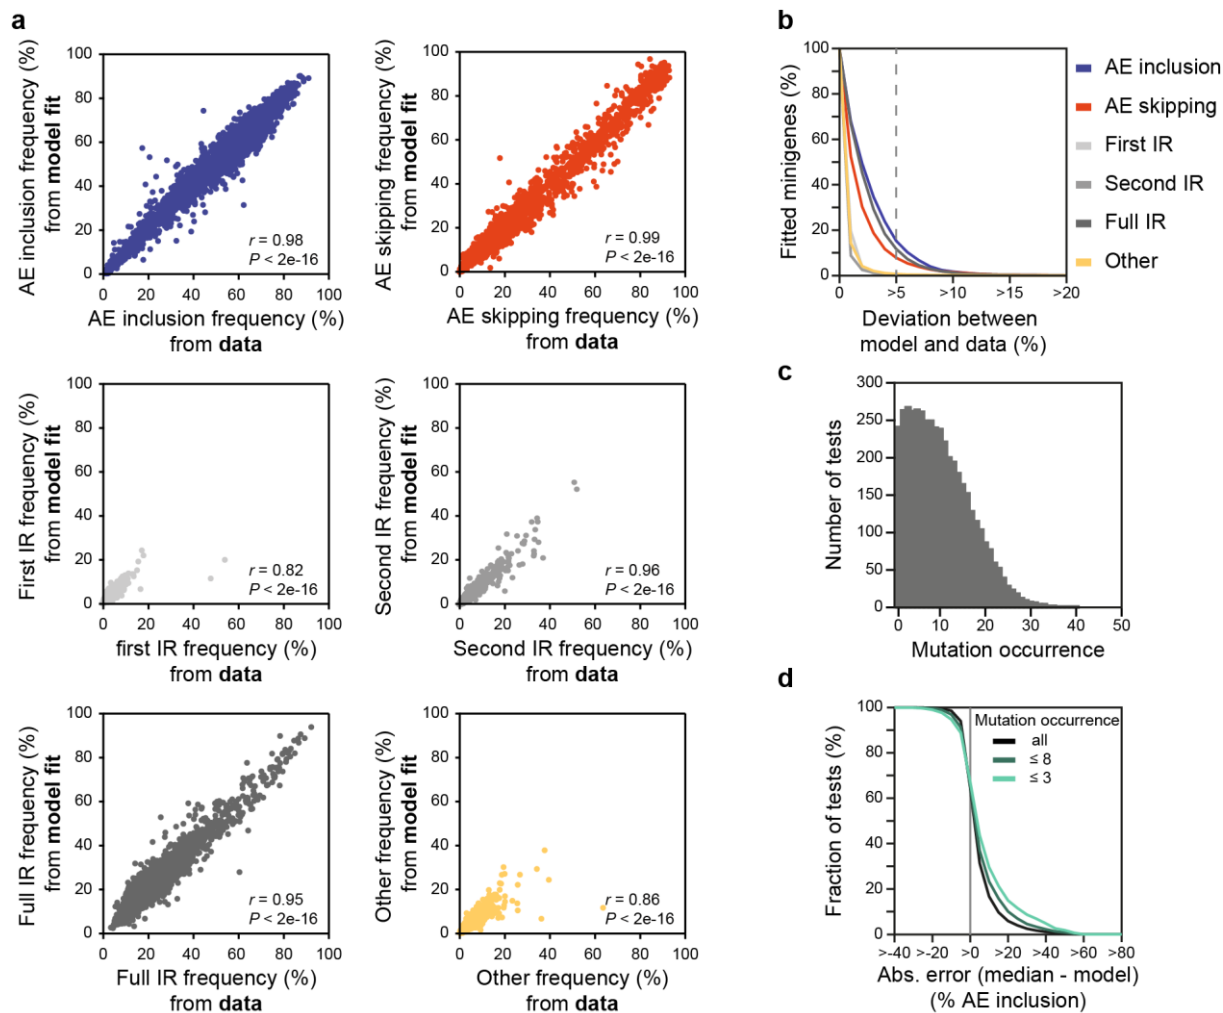 a
AE inclusion frequency (%)
from model fit
100
80
60
40
20
0
r = 0.98
P < 2e-16
0 20 40 60 80 100
AE inclusion frequency (%)
from data
AE skipping frequency (%)
from model fit
100
80
60
40
20
0
r = 0.99
P < 2e-16
0 20 40 60 80 100
AE skipping frequency (%)
from data
First IR frequency (%)
from model fit
100
80
60
40
20
0
r = 0.82
P < 2e-16
0 20 40 60 80 100
first IR frequency (%)
from data
Second IR frequency (%)
from model fit
100
80
60
40
20
0
r = 0.96
P < 2e-16
0 20 40 60 80 100
Second IR frequency (%)
from data
Full IR frequency (%)
from model fit
100
80
60
40
20
0
r = 0.95
P < 2e-16
0 20 40 60 80 100
Full IR frequency (%)
from data
Other frequency (%)
from model fit
100
80
60
40
20
0
r = 0.86
P < 2e-16
0 20 40 60 80 100
Other frequency (%)
from data
b
Fitted minigenes (%)
100
80
60
40
20
0
0 >5 >10 >15 >20
Deviation between
model and data (%)
AE inclusion
AE skipping
First IR
Second IR
Full IR
Other
c
Number of tests
300
250
200
150
100
50
0
0 10 20 30 40 50
Mutation occurrence
d
Fraction of tests (%)
100
80
60
40
20
0
Mutation occurrence
all
≤ 8
≤ 3
>-40 >-20 >0 >20 >40 >60 >80
Abs. error (median - model)
(% AE inclusion)